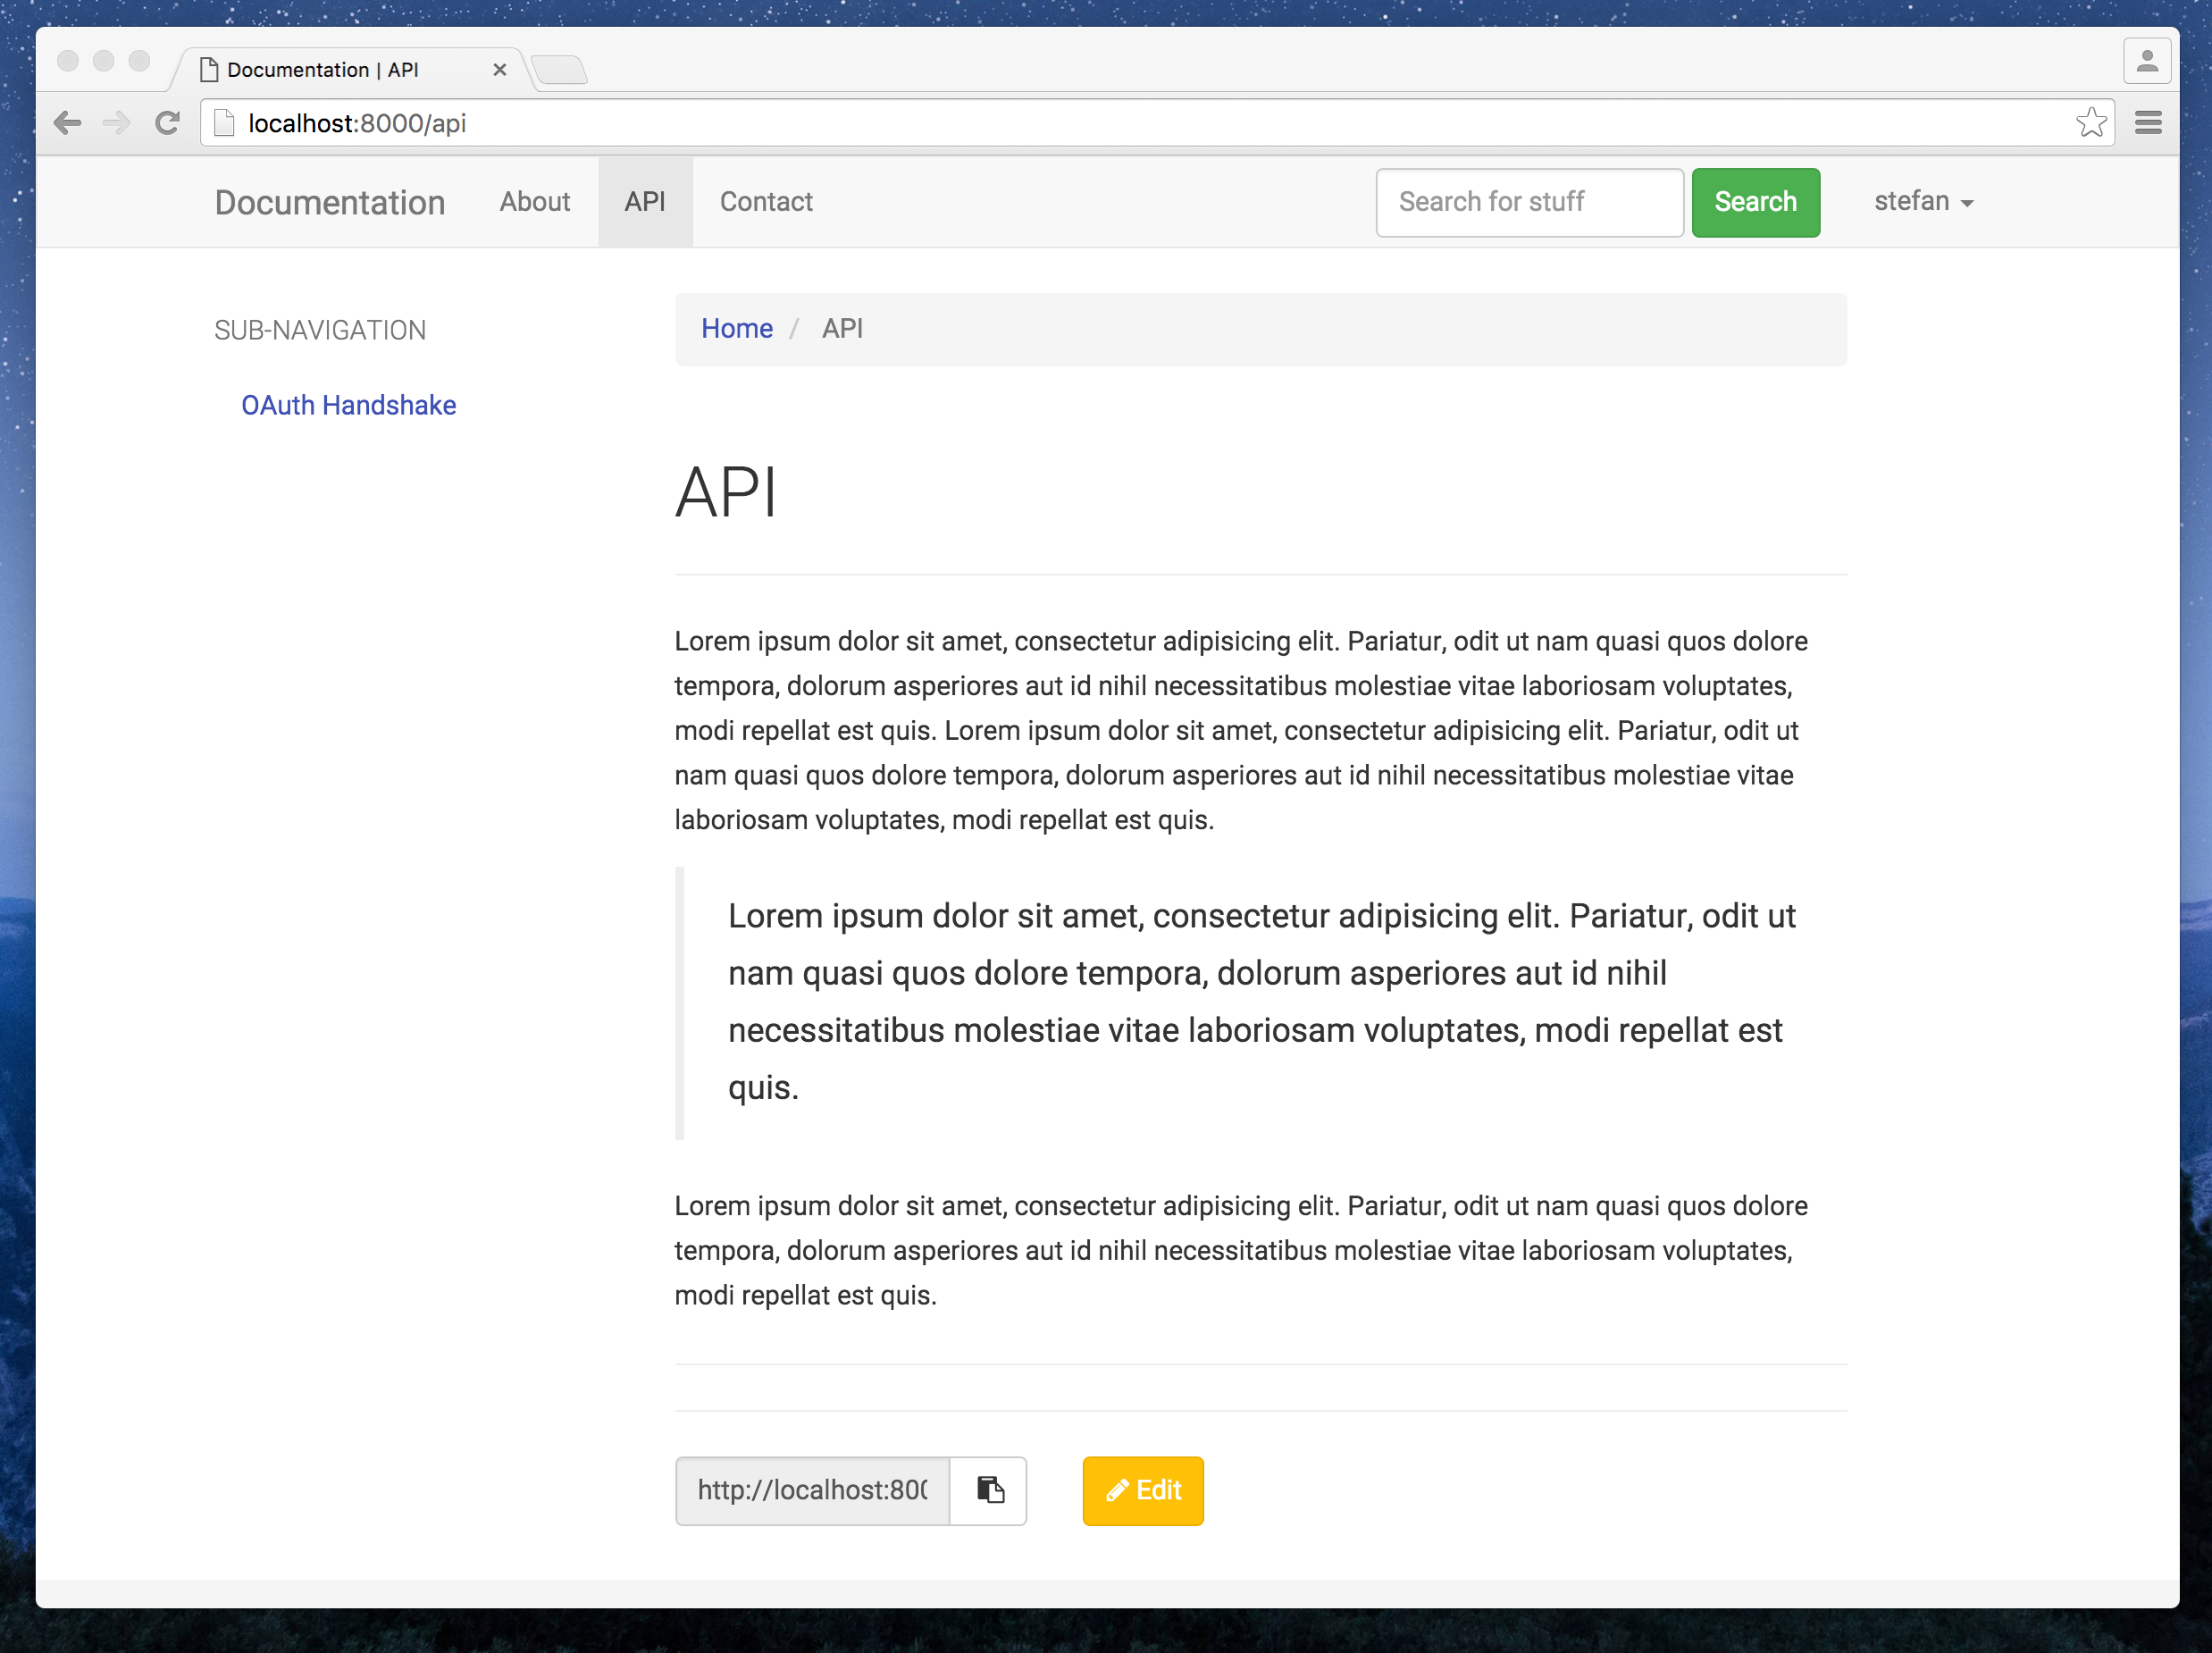 Documentation | API
localhost:8000/api
Documentation About API Contact Search for stuff Search stefan
SUB-NAVIGATION
OAuth Handshake
Home / API
API
Lorem ipsum dolor sit amet, consectetur adipisicing elit. Pariatur, odit ut nam quasi quos dolore
tempora, dolorum asperiores aut id nihil necessitatibus molestiae vitae laboriosam voluptates,
modi repellat est quis. Lorem ipsum dolor sit amet, consectetur adipisicing elit. Pariatur, odit ut
nam quasi quos dolore tempora, dolorum asperiores aut id nihil necessitatibus molestiae vitae
laboriosam voluptates, modi repellat est quis.
Lorem ipsum dolor sit amet, consectetur adipisicing elit. Pariatur, odit ut
nam quasi quos dolore tempora, dolorum asperiores aut id nihil
necessitatibus molestiae vitae laboriosam voluptates, modi repellat est
quis.
Lorem ipsum dolor sit amet, consectetur adipisicing elit. Pariatur, odit ut nam quasi quos dolore
tempora, dolorum asperiores aut id nihil necessitatibus molestiae vitae laboriosam voluptates,
modi repellat est quis.
http://localhost:800 Edit